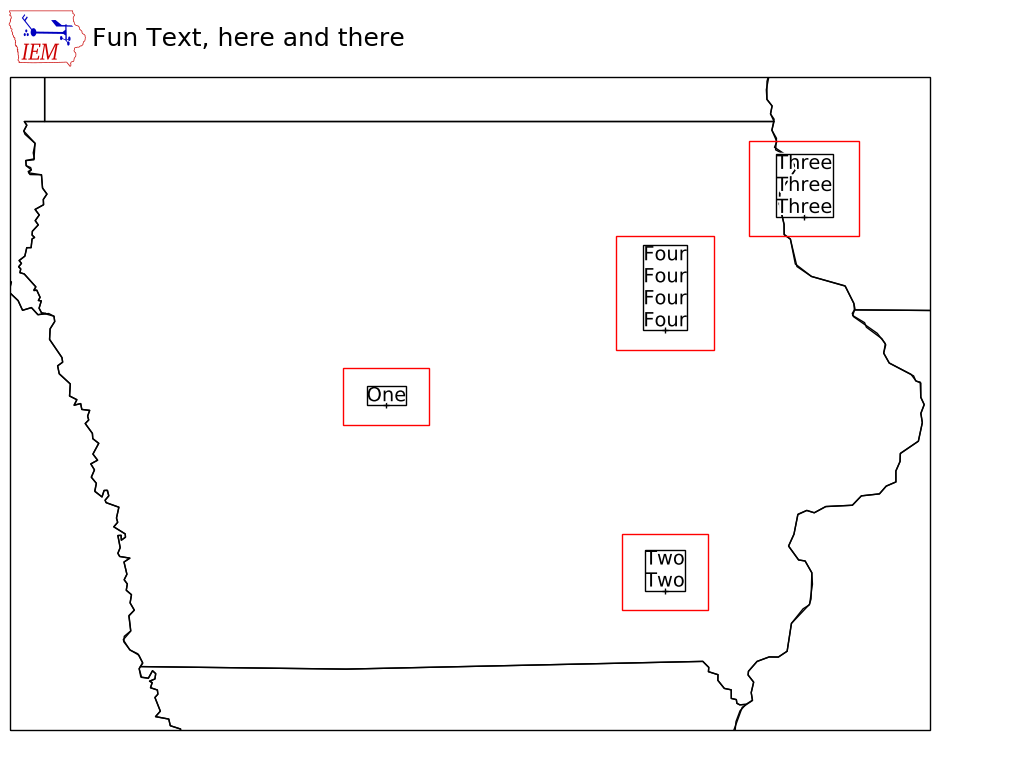 IEM
Fun Text, here and there
Three
Three
Three
Four
Four
Four
Four
One
Two
Two